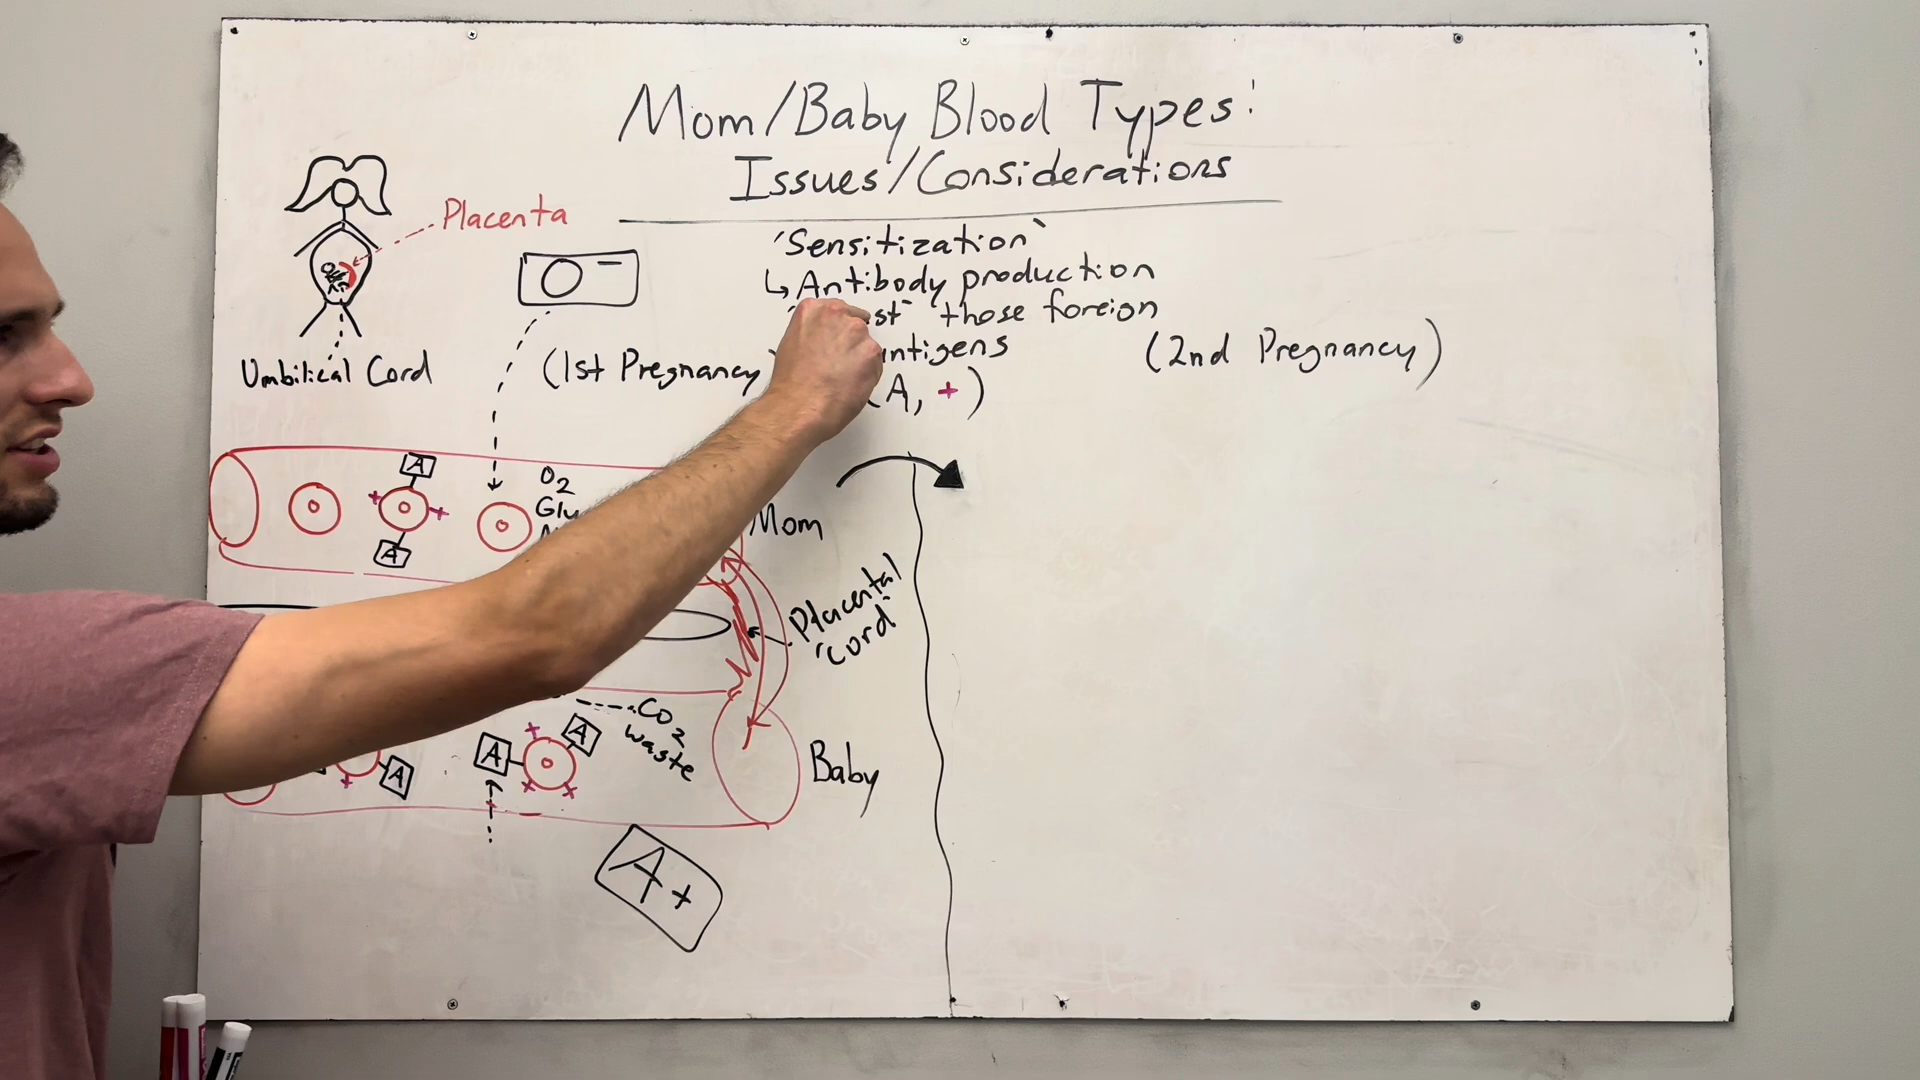 Mom/Baby Blood Types:
Issues/Considerations
Placenta
Umbilical Cord
"Sensitization"
↳ Antibody production
those foreign
(A, +)
(1st Pregnancy)
(2nd Pregnancy)
A
A
O2
Mom
Placental
"Cord"
CO2
waste
A
A
A
Baby
A+